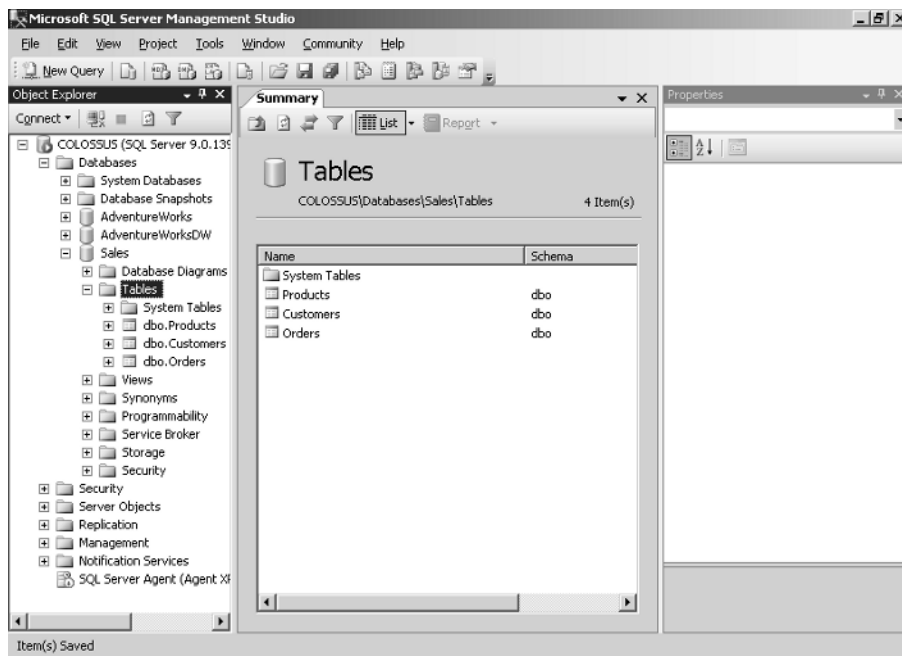 Microsoft SQL Server Management Studio
File Edit View Project Tools Window Community Help
New Query
Object Explorer
Connect
COLOSSUS (SQL Server 9.0.139
Databases
System Databases
Database Snapshots
AdventureWorks
AdventureWorksDW
Sales
Database Diagrams
Tables
System Tables
dbo.Products
dbo.Customers
dbo.Orders
Views
Synonyms
Programmability
Service Broker
Storage
Security
Security
Server Objects
Replication
Management
Notification Services
SQL Server Agent (Agent XP
Summary
List Report
Tables
COLOSSUS\Databases\Sales\Tables 4 Item(s)
Name Schema
System Tables
Products dbo
Customers dbo
Orders dbo
Properties
Item(s) Saved